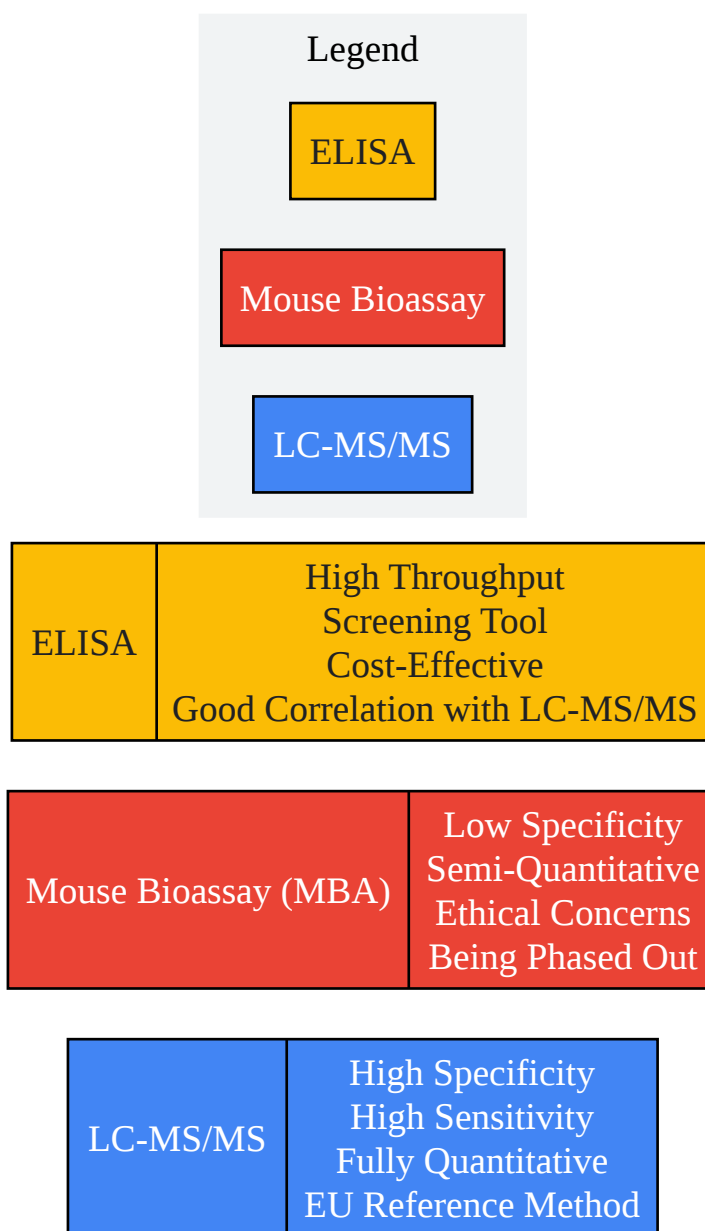 Legend
ELISA
Mouse Bioassay
LC-MS/MS
ELISA
High Throughput
Screening Tool
Cost-Effective
Good Correlation with LC-MS/MS
Mouse Bioassay (MBA)
Low Specificity
Semi-Quantitative
Ethical Concerns
Being Phased Out
LC-MS/MS
High Specificity
High Sensitivity
Fully Quantitative
EU Reference Method